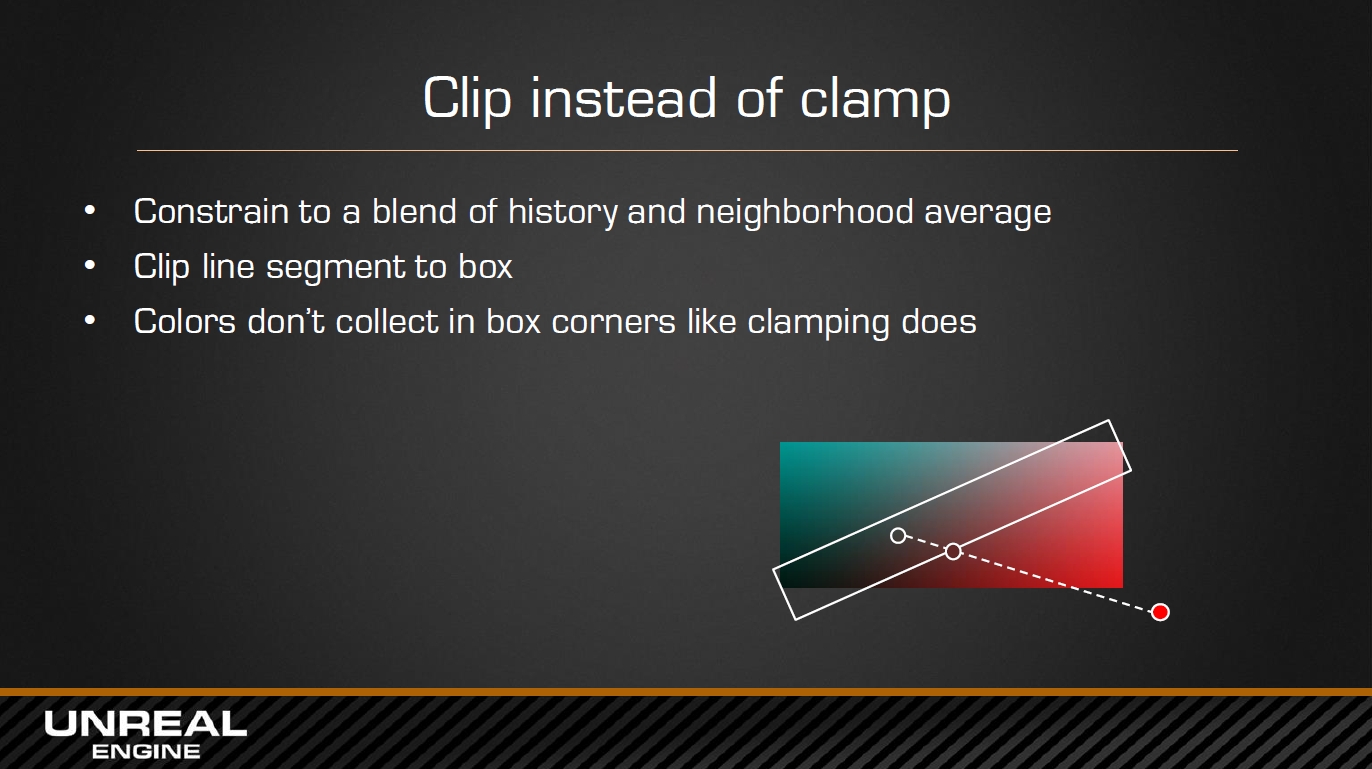 Clip instead of clamp
• Constrain to a blend of history and neighborhood average
• Clip line segment to box
• Colors don't collect in box corners like clamping does
UNREAL
ENGINE